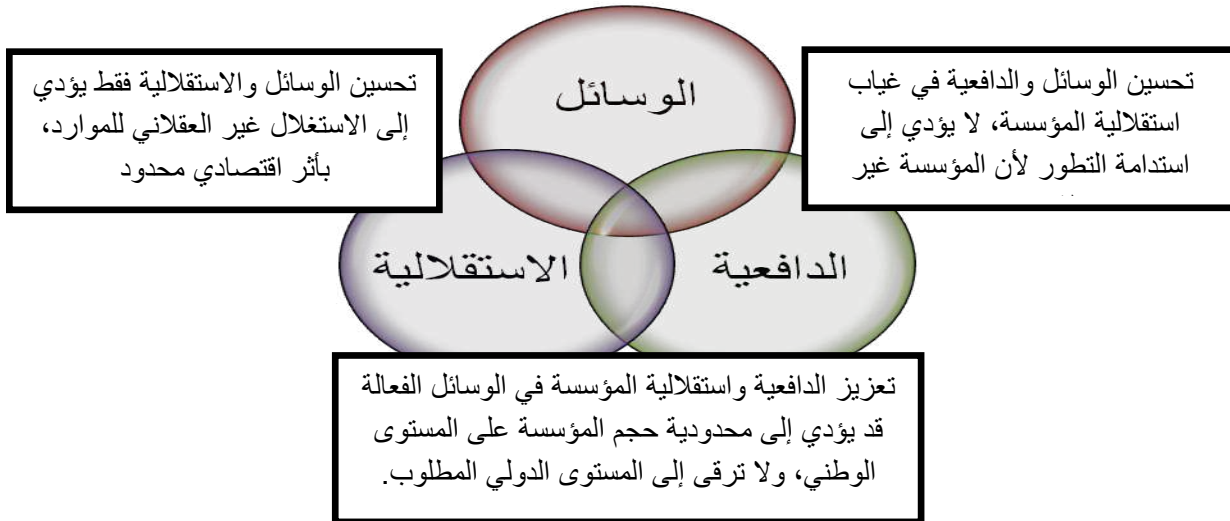 الوسائل
تحسين الوسائل والدافعية في غياب
استقلالية المؤسسة، لا يؤدي إلى
استدامة التطور لأن المؤسسة غير
تحسين الوسائل والاستقلالية فقط يؤدي
إلى الاستغلال غير العقلاني للموارد،
بأثر اقتصادي محدود
الدافعية
الاستقلالية
تعزيز الدافعية واستقلالية المؤسسة في الوسائل الفعالة
قد يؤدي إلى محدودية حجم المؤسسة على المستوى
الوطني، ولا ترقى إلى المستوى الدولي المطلوب.